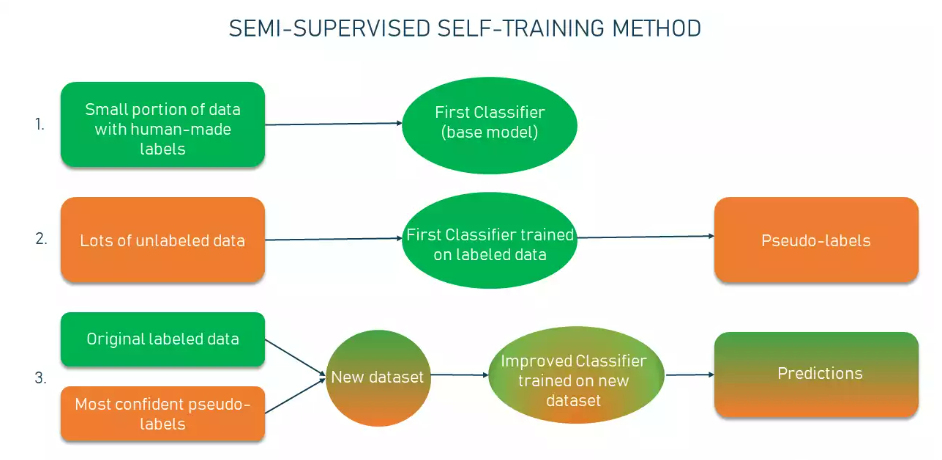 SEMI-SUPERVISED SELF-TRAINING METHOD
1.
Small portion of data
with human-made
labels
First Classifier
(base model)
2.
Lots of unlabeled data
First Classifier trained
on labeled data
Pseudo-labels
3.
Original labeled data
Most confident pseudo-
labels
New dataset
Improved Classifier
trained on new
dataset
Predictions